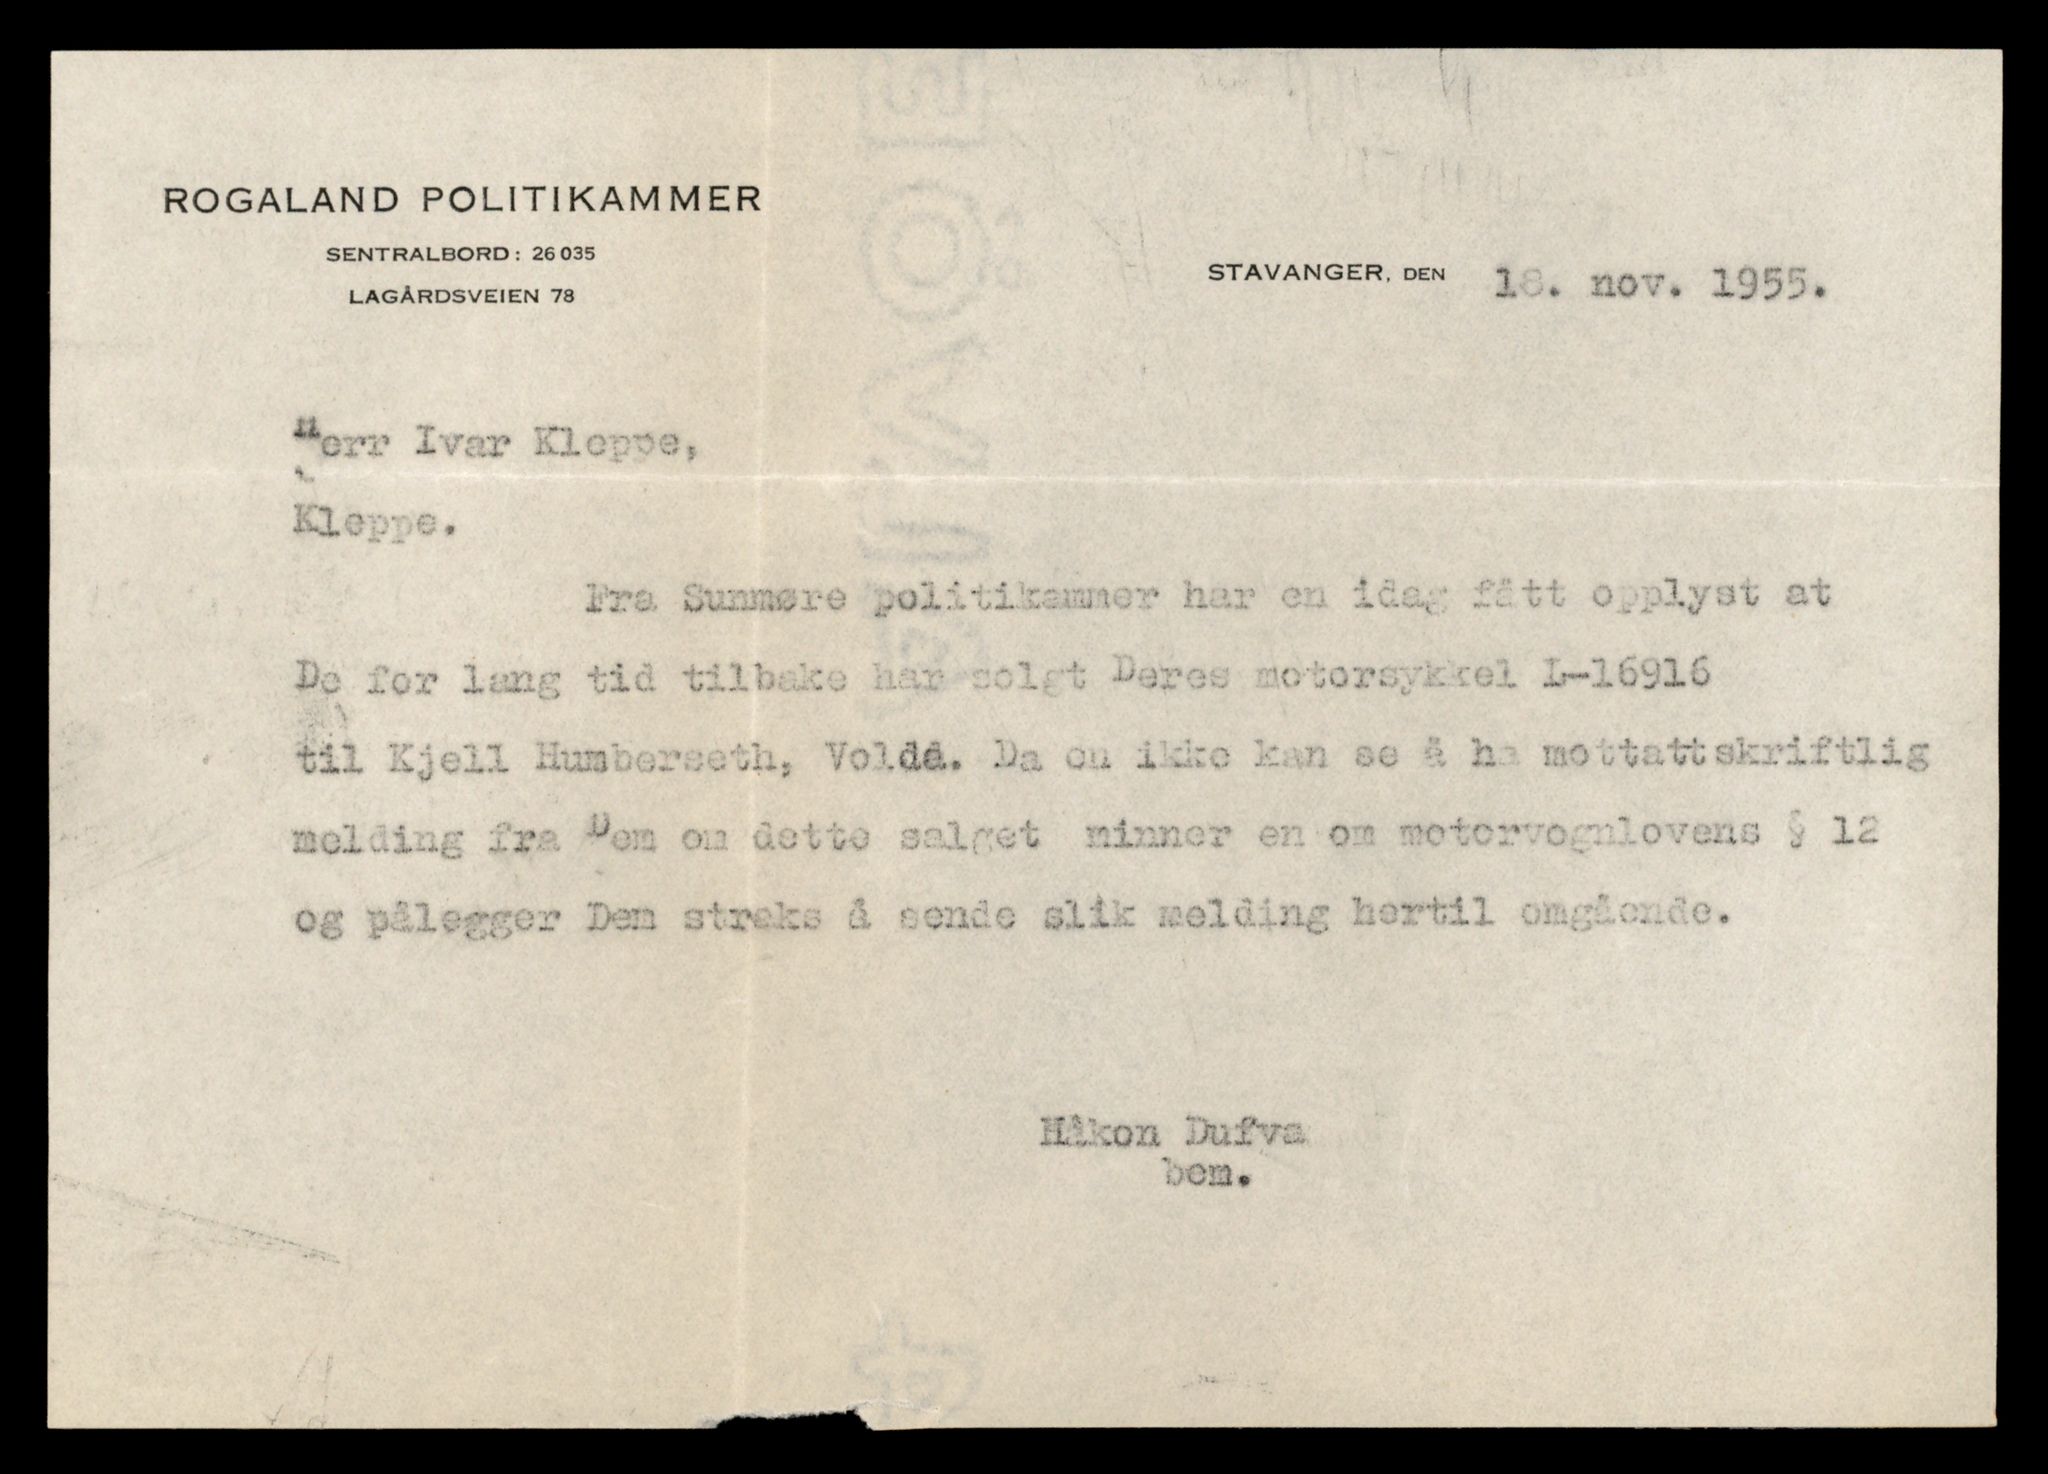 ROGALAND POLITIKAMMER
SENTRALBORD: 26 035
LAGÅRDSVEIEN 78
STAVANGER, DEN 18. nov. 1955.
Herr Ivar Kleppe,
Kleppe.
Fra Sunmøre politikammer har en idag fått opplyst at
De for lang tid tilbake har solgt Deres motorsykkel L-16916
til Kjell Humberseth, Volda. Da en ikke kan se å ha mottatt skriftlig
melding fra Dem om dette salget minner en om motorvognlovens § 12
og pålegger Dem straks å sende slik melding hertil omgående.
Håkon Dufva
bem.